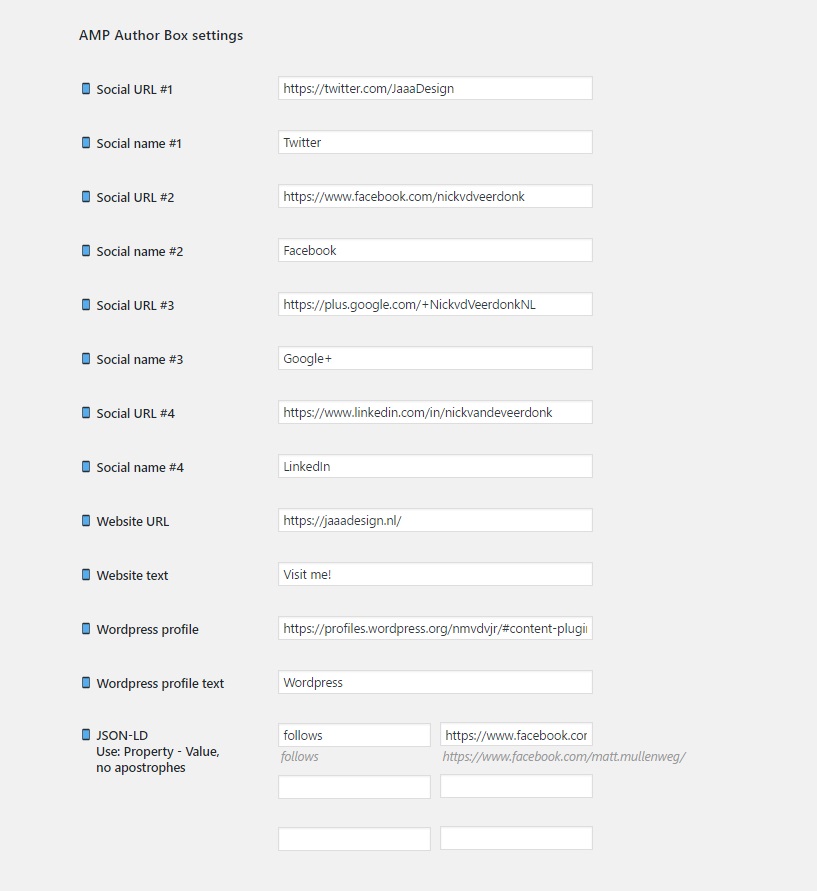 AMP Author Box settings
Social URL #1 https://twitter.com/JaaaDesign
Social name #1 Twitter
Social URL #2 https://www.facebook.com/nickvdveerdonk
Social name #2 Facebook
Social URL #3 https://plus.google.com/+NickvdVeerdonkNL
Social name #3 Google+
Social URL #4 https://www.linkedin.com/in/nickvandeveerdonk
Social name #4 LinkedIn
Website URL https://jaaadesign.nl/
Website text Visit me!
Wordpress profile https://profiles.wordpress.org/nmvdvjr/#content-plugi
Wordpress profile text Wordpress
JSON-LD follows https://www.facebook.cor
Use: Property - Value, follows https://www.facebook.com/matt.mullenweg/
no apostrophes